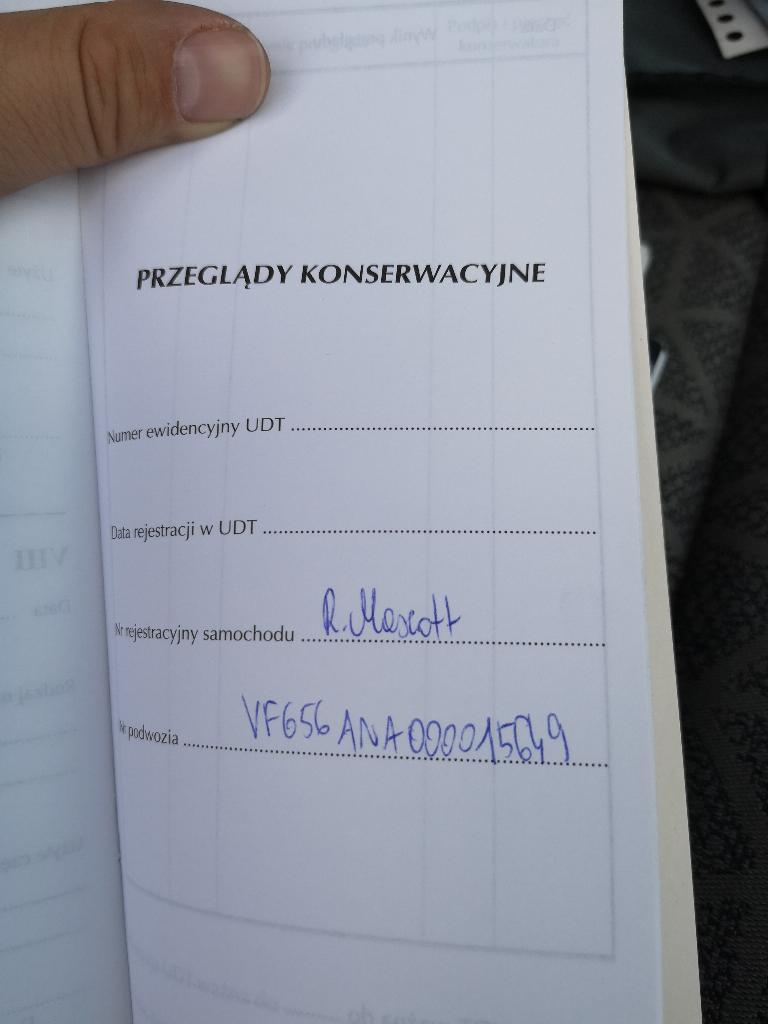 PRZEGLĄDY KONSERWACYJNE
Numer ewidencyjny UDT
Data rejestracji w UDT
Nr rejestracyjny samochodu R. Mascott
Nr podwozia VF656ANA000015649